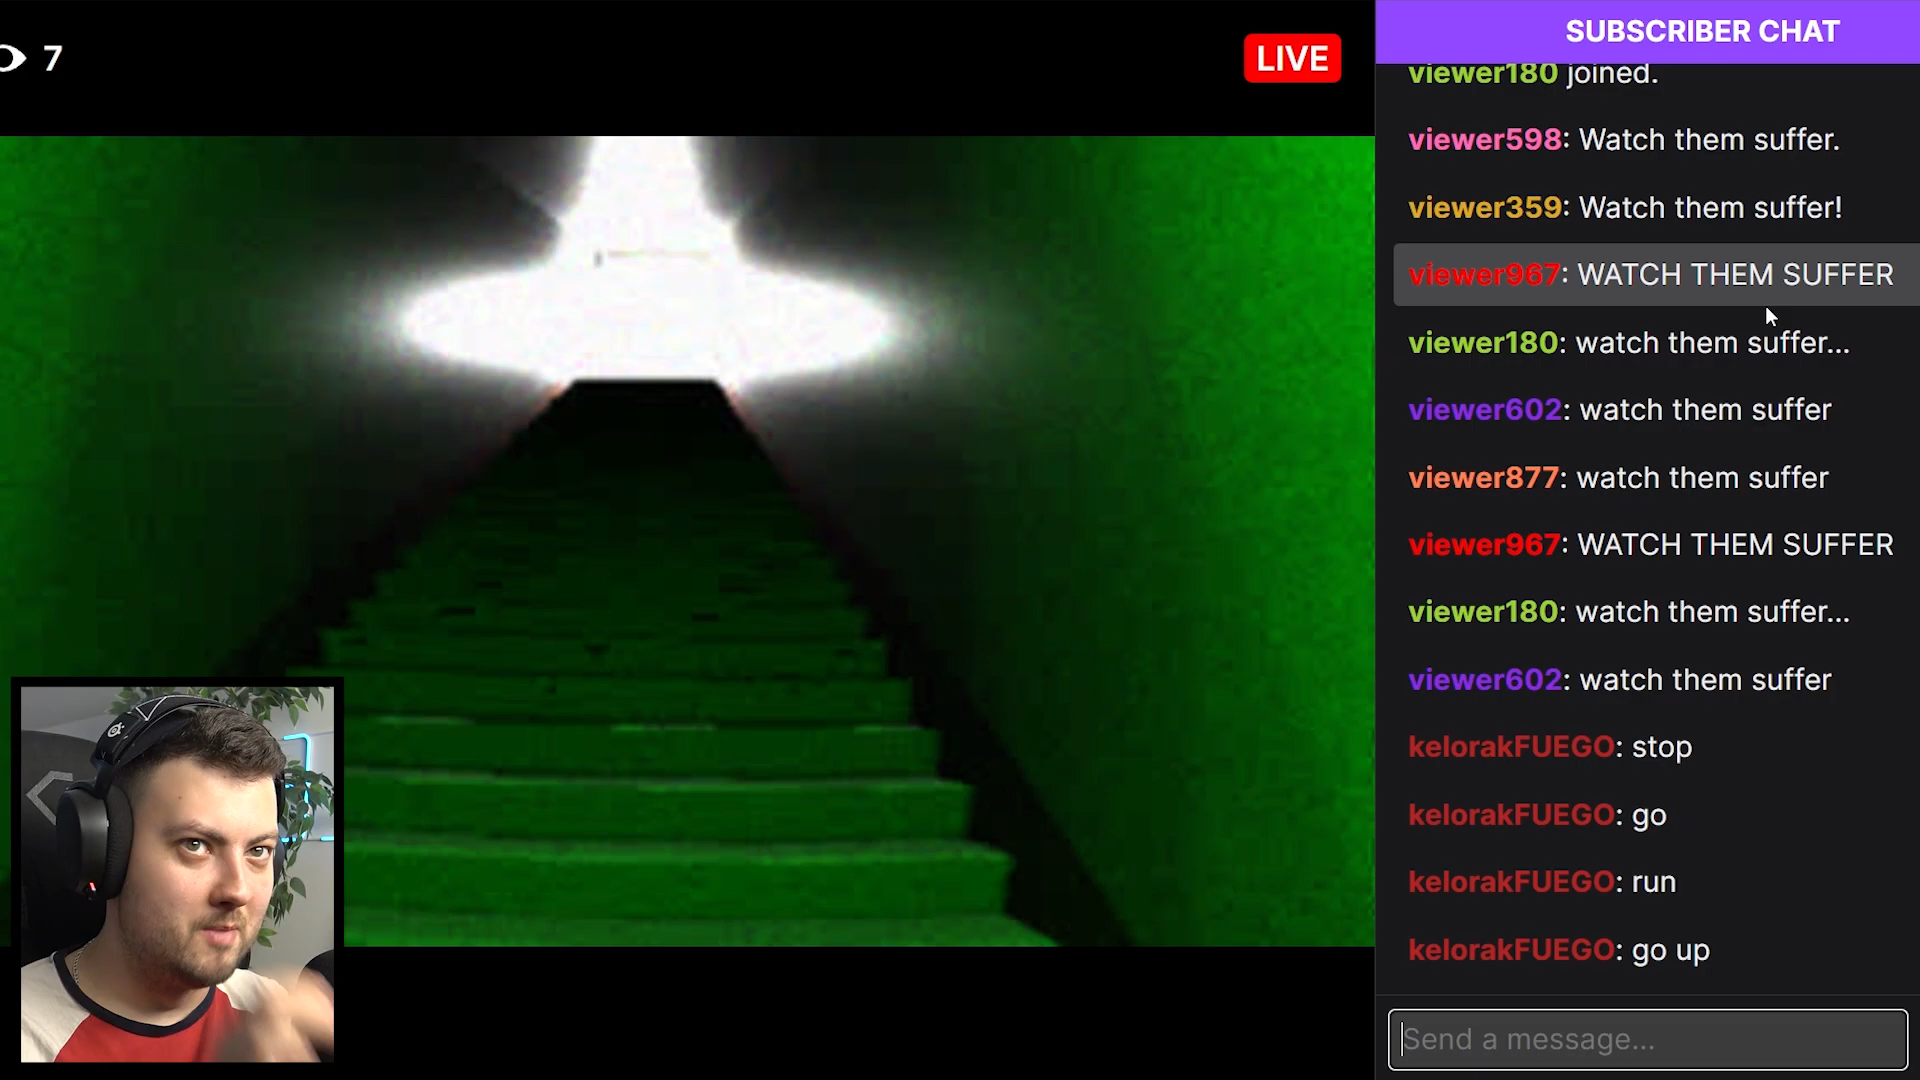 7
LIVE
SUBSCRIBER CHAT
viewer180 joined.
viewer598: Watch them suffer.
viewer359: Watch them suffer!
viewer967: WATCH THEM SUFFER
viewer180: watch them suffer...
viewer602: watch them suffer
viewer877: watch them suffer
viewer967: WATCH THEM SUFFER
viewer180: watch them suffer...
viewer602: watch them suffer
kelorakFUEGO: stop
kelorakFUEGO: go
kelorakFUEGO: run
kelorakFUEGO: go up
Send a message...